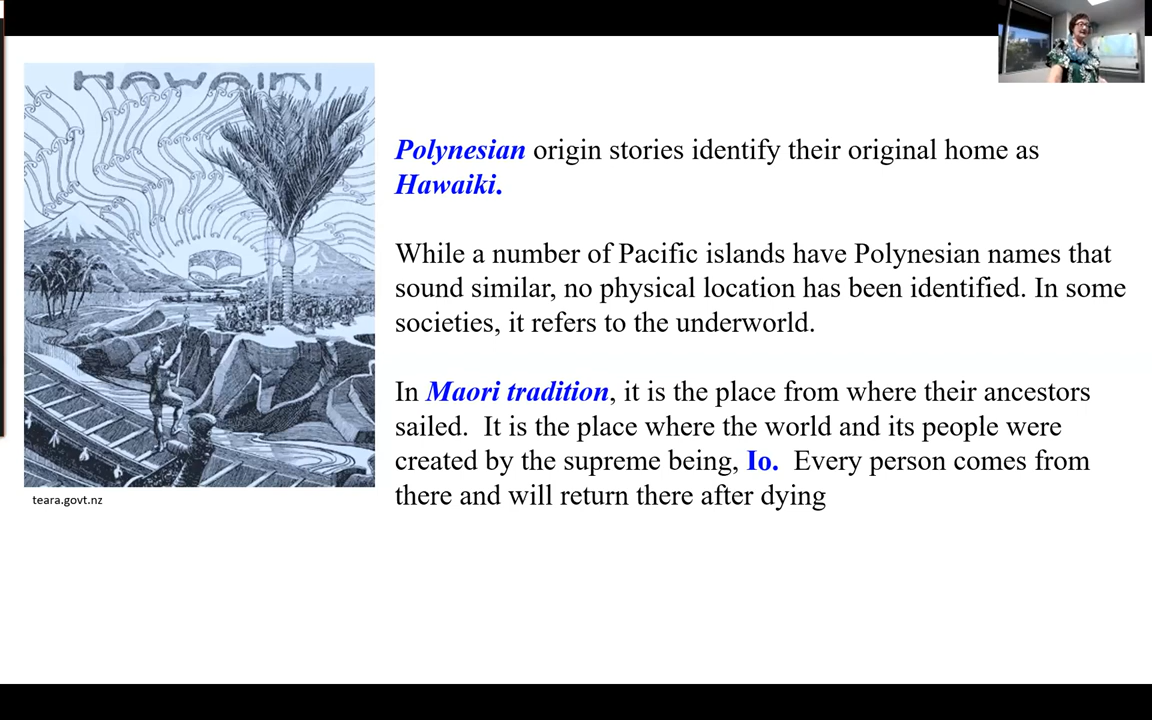 HAWAIKI
Polynesian origin stories identify their original home as
Hawaiki.
While a number of Pacific islands have Polynesian names that
sound similar, no physical location has been identified. In some
societies, it refers to the underworld.
In Maori tradition, it is the place from where their ancestors
sailed.  It is the place where the world and its people were
created by the supreme being, Io.  Every person comes from
there and will return there after dying
teara.govt.nz